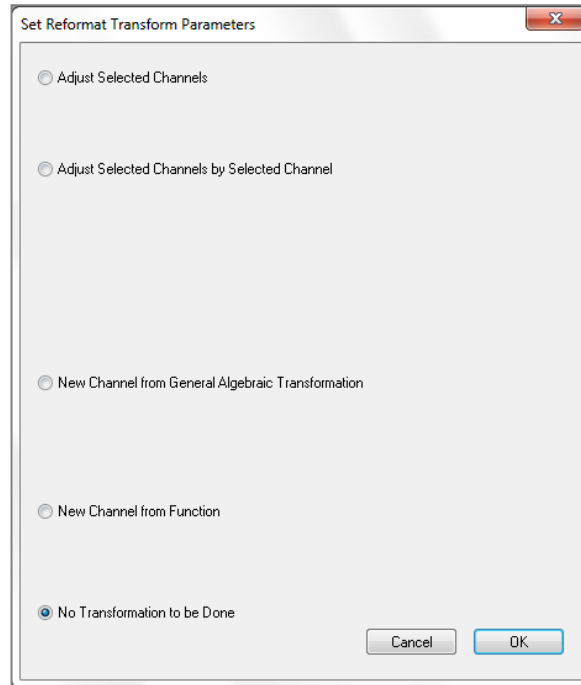 Set Reformat Transform Parameters
Adjust Selected Channels
Adjust Selected Channels by Selected Channel
New Channel from General Algebraic Transformation
New Channel from Function
No Transformation to be Done
Cancel
OK